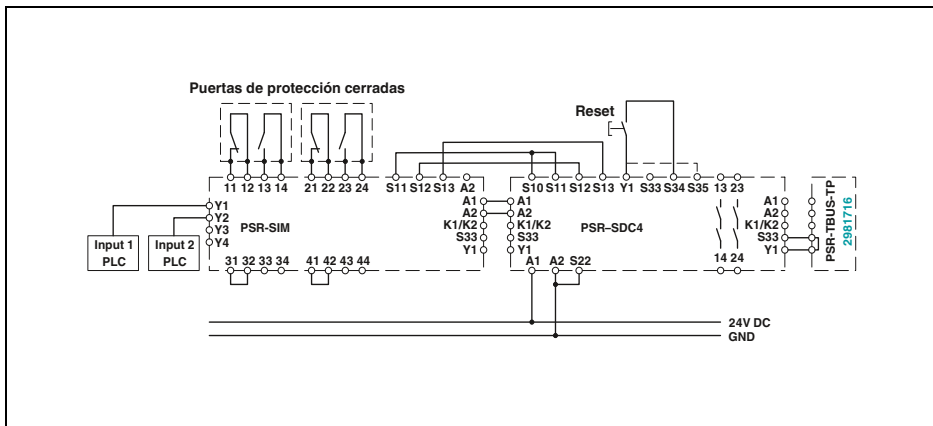 Puertas de protección cerradas
Reset
11 12 13 14 21 22 23 24 S11 S12 S13 A2 S10 S11 S12 S13 Y1 S33 S34 S35 13 23
Y1
Y2
Y3
Y4
PSR-SIM
A1
A2
K1/K2
S33
Y1
A1
A2
K1/K2
S33
Y1
PSR–SDC4
A1
A2
K1/K2
S33
Y1
PSR-TBUS-TP
2981716
Input 1
PLC
Input 2
PLC
31 32 33 34 41 42 43 44 A1 A2 S22 14 24
24V DC
GND